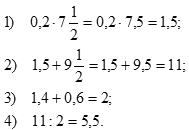 1) 0,2·7 1/2 = 0,2·7,5 = 1,5;
2) 1,5+9 1/2 = 1,5+9,5 = 11;
3) 1,4+0,6 = 2;
4) 11:2 = 5,5.